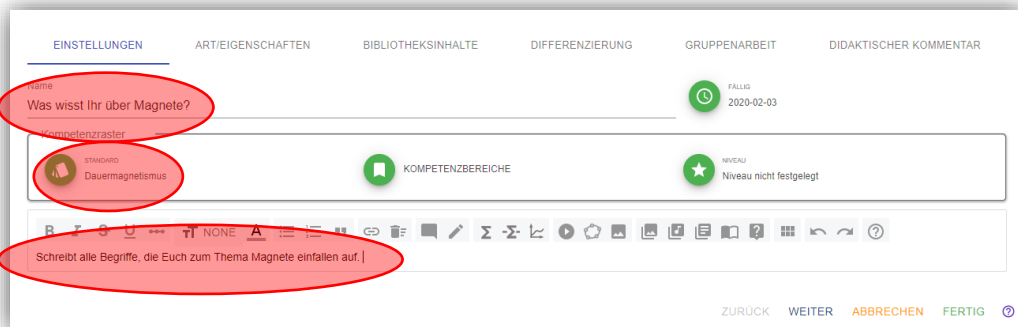 EINSTELLUNGEN ART/EIGENSCHAFTEN BIBLIOTHEKSINHALTE DIFFERENZIERUNG GRUPPENARBEIT DIDAKTISCHER KOMMENTAR
Name
Was wisst Ihr über Magnete?
FÄLLIG
2020-02-03
Kompetenzraster
STANDARD
Dauermagnetismus
KOMPETENZBEREICHE
NIVEAU
Niveau nicht festgelegt
B I S U NONE A
Schreibt alle Begriffe, die Euch zum Thema Magnete einfallen auf.
ZURÜCK WEITER ABBRECHEN FERTIG